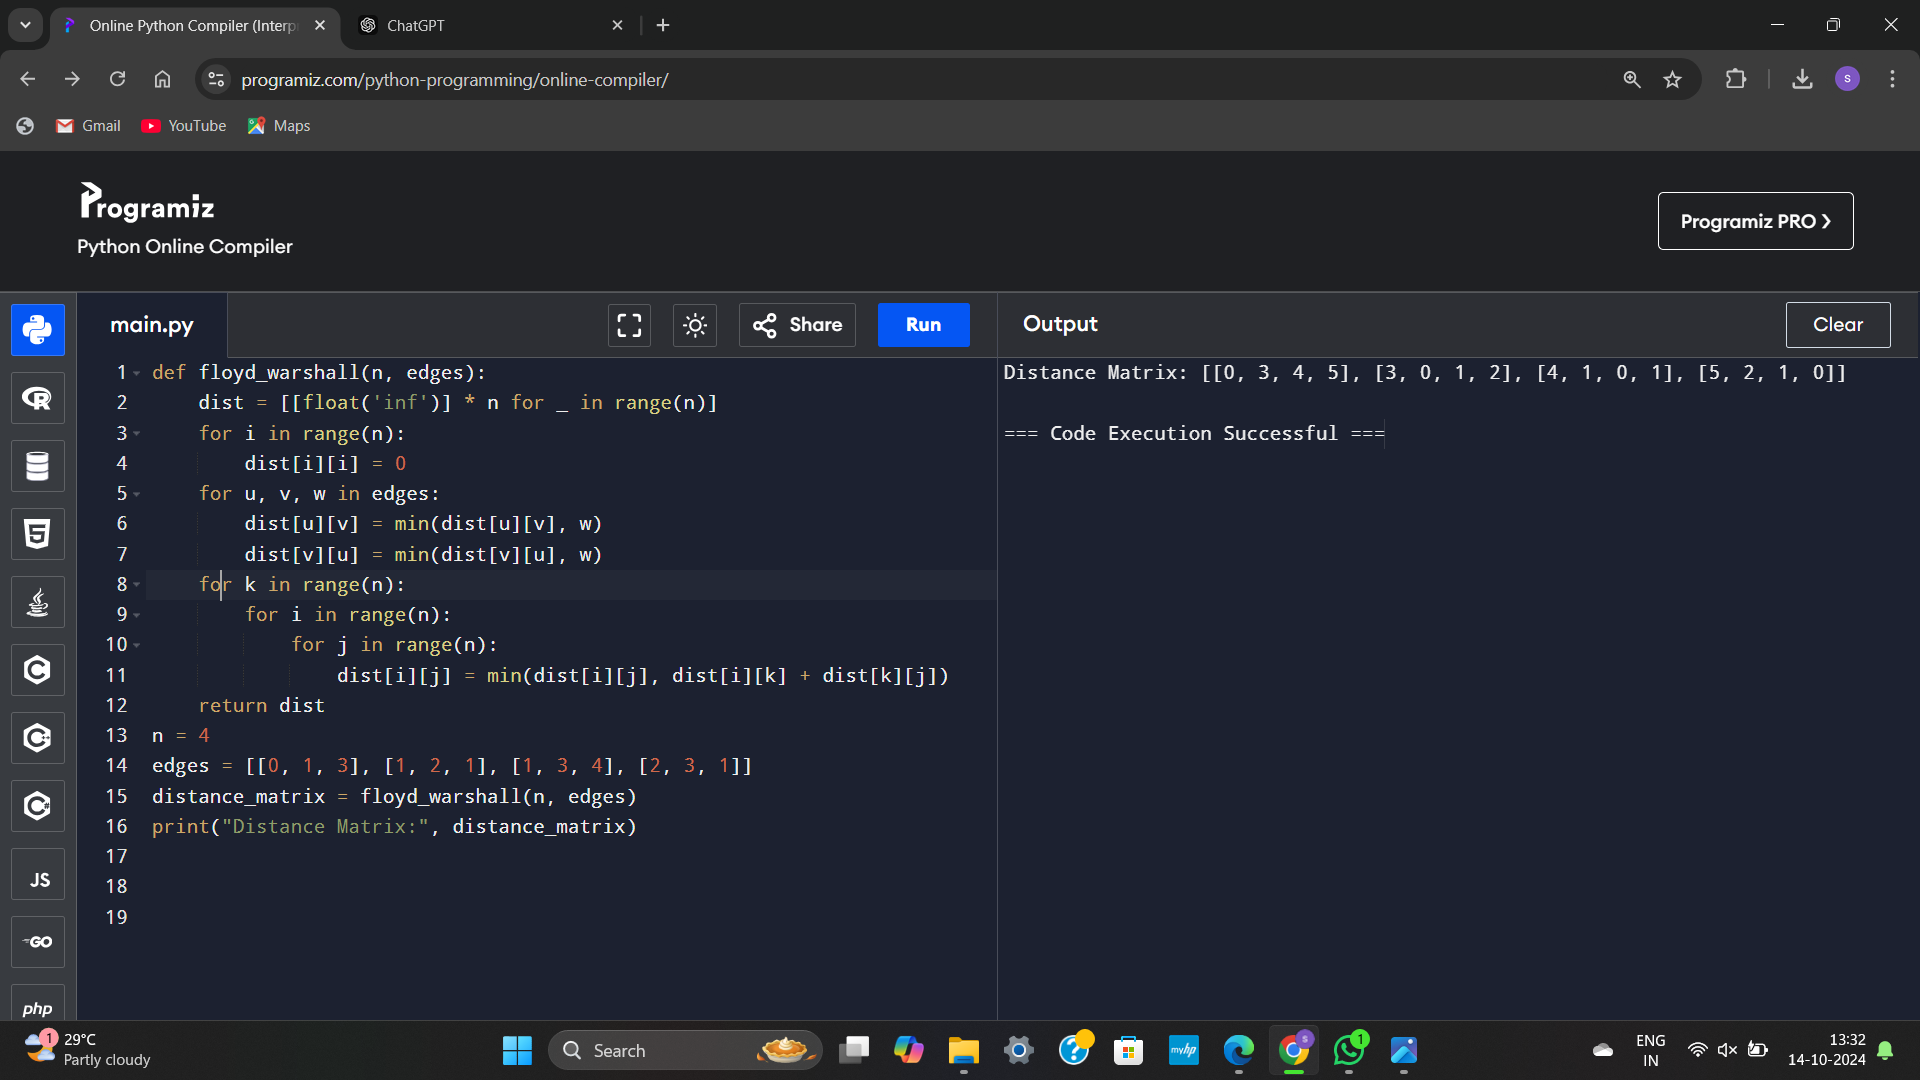 Online Python Compiler (Interp
ChatGPT
programiz.com/python-programming/online-compiler/
S
Gmail
YouTube
Maps
Programiz
Python Online Compiler
Programiz PRO ❯
main.py
Share
Run
Output
Clear
1 def floyd_warshall(n, edges):
2     dist = [[float('inf')] * n for _ in range(n)]
3     for i in range(n):
4         dist[i][i] = 0
5     for u, v, w in edges:
6         dist[u][v] = min(dist[u][v], w)
7         dist[v][u] = min(dist[v][u], w)
8     for k in range(n):
9         for i in range(n):
10             for j in range(n):
11                 dist[i][j] = min(dist[i][j], dist[i][k] + dist[k][j])
12     return dist
13 n = 4
14 edges = [[0, 1, 3], [1, 2, 1], [1, 3, 4], [2, 3, 1]]
15 distance_matrix = floyd_warshall(n, edges)
16 print("Distance Matrix:", distance_matrix)
17
18
19
Distance Matrix: [[0, 3, 4, 5], [3, 0, 1, 2], [4, 1, 0, 1], [5, 2, 1, 0]]
=== Code Execution Successful ===
R
5
C
C
C
JS
GO
php
1
29°C
Partly cloudy
Search
myhp
S
1
ENG
IN
13:32
14-10-2024